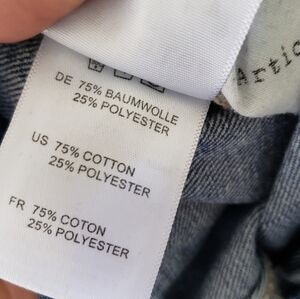 Artic
DE 75% BAUMWOLLE
25% POLYESTER
US 75% COTTON
25% POLYESTER
FR 75% COTON
25% POLYESTER